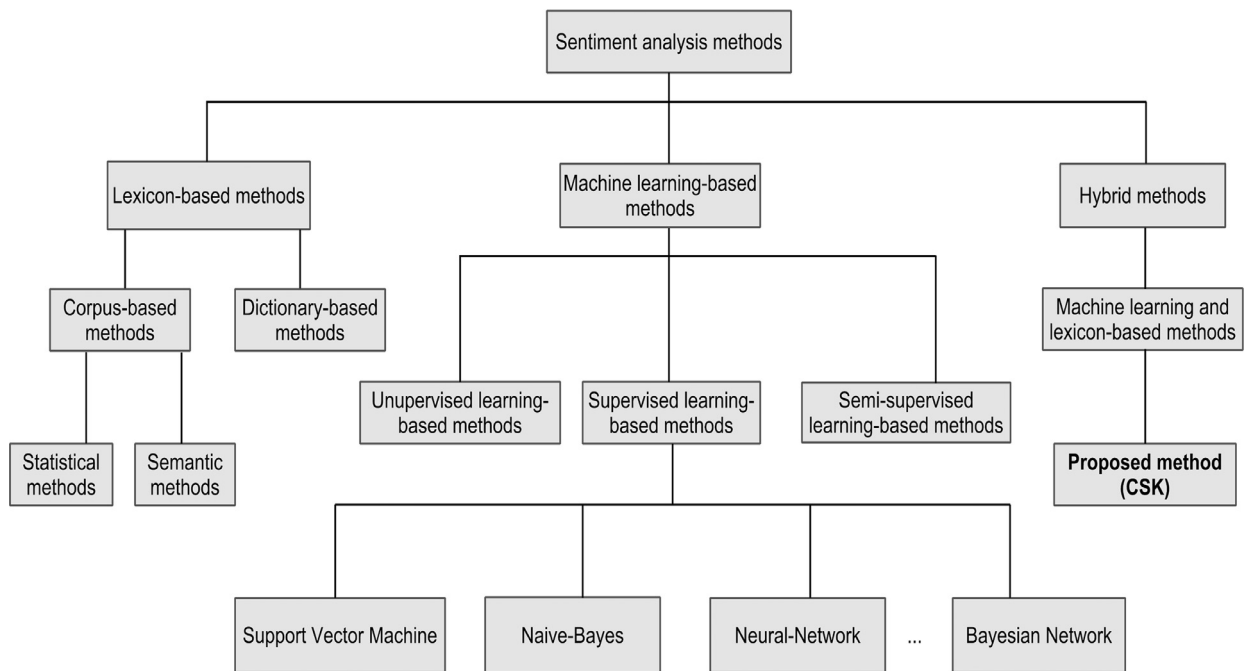 Sentiment analysis methods
Lexicon-based methods
Machine learning-based
methods
Hybrid methods
Corpus-based
methods
Dictionary-based
methods
Machine learning and
lexicon-based methods
Unupervised learning-
based methods
Supervised learning-
based methods
Semi-supervised
learning-based methods
Statistical
methods
Semantic
methods
Proposed method
(CSK)
Support Vector Machine
Naive-Bayes
Neural-Network
...
Bayesian Network